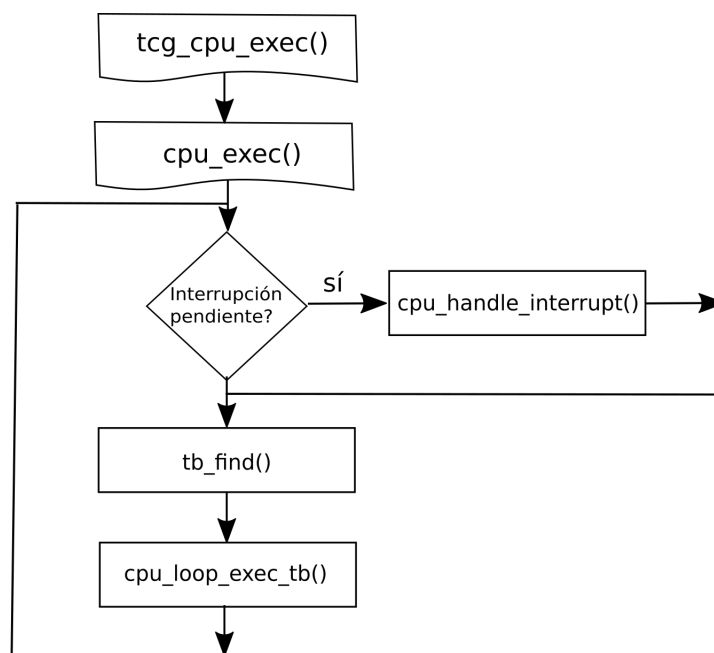 tcg_cpu_exec()
cpu_exec()
Interrupción
pendiente?
sí
cpu_handle_interrupt()
tb_find()
cpu_loop_exec_tb()